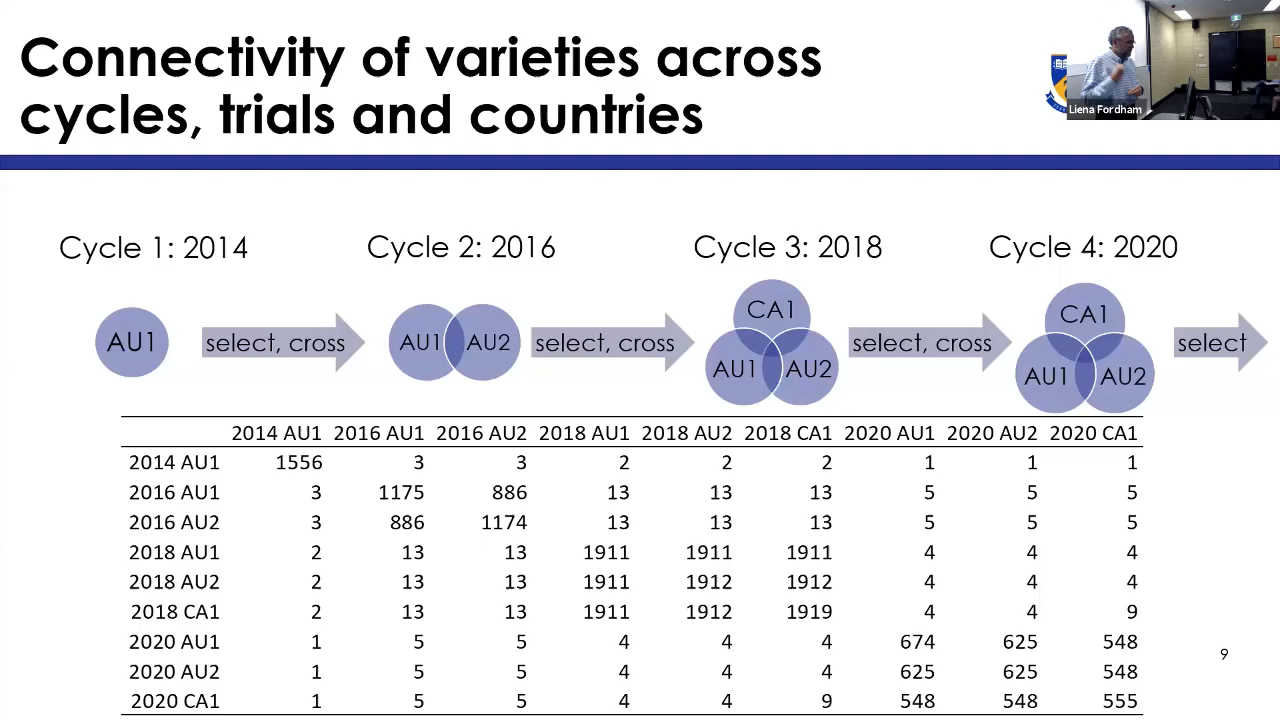 Connectivity of varieties across
cycles, trials and countries
Liena Fordham
Cycle 1: 2014
Cycle 2: 2016
Cycle 3: 2018
Cycle 4: 2020
AU1
select, cross
AU1 AU2
select, cross
CA1
AU1 AU2
select, cross
CA1
AU1 AU2
select
2014 AU1 2016 AU1 2016 AU2 2018 AU1 2018 AU2 2018 CA1 2020 AU1 2020 AU2 2020 CA1
2014 AU1 1556 3 3 2 2 2 1 1 1
2016 AU1 3 1175 886 13 13 13 5 5 5
2016 AU2 3 886 1174 13 13 13 5 5 5
2018 AU1 2 13 13 1911 1911 1911 4 4 4
2018 AU2 2 13 13 1911 1912 1912 4 4 4
2018 CA1 2 13 13 1911 1912 1919 4 4 9
2020 AU1 1 5 5 4 4 4 674 625 548
2020 AU2 1 5 5 4 4 4 625 625 548
2020 CA1 1 5 5 4 4 9 548 548 555
9